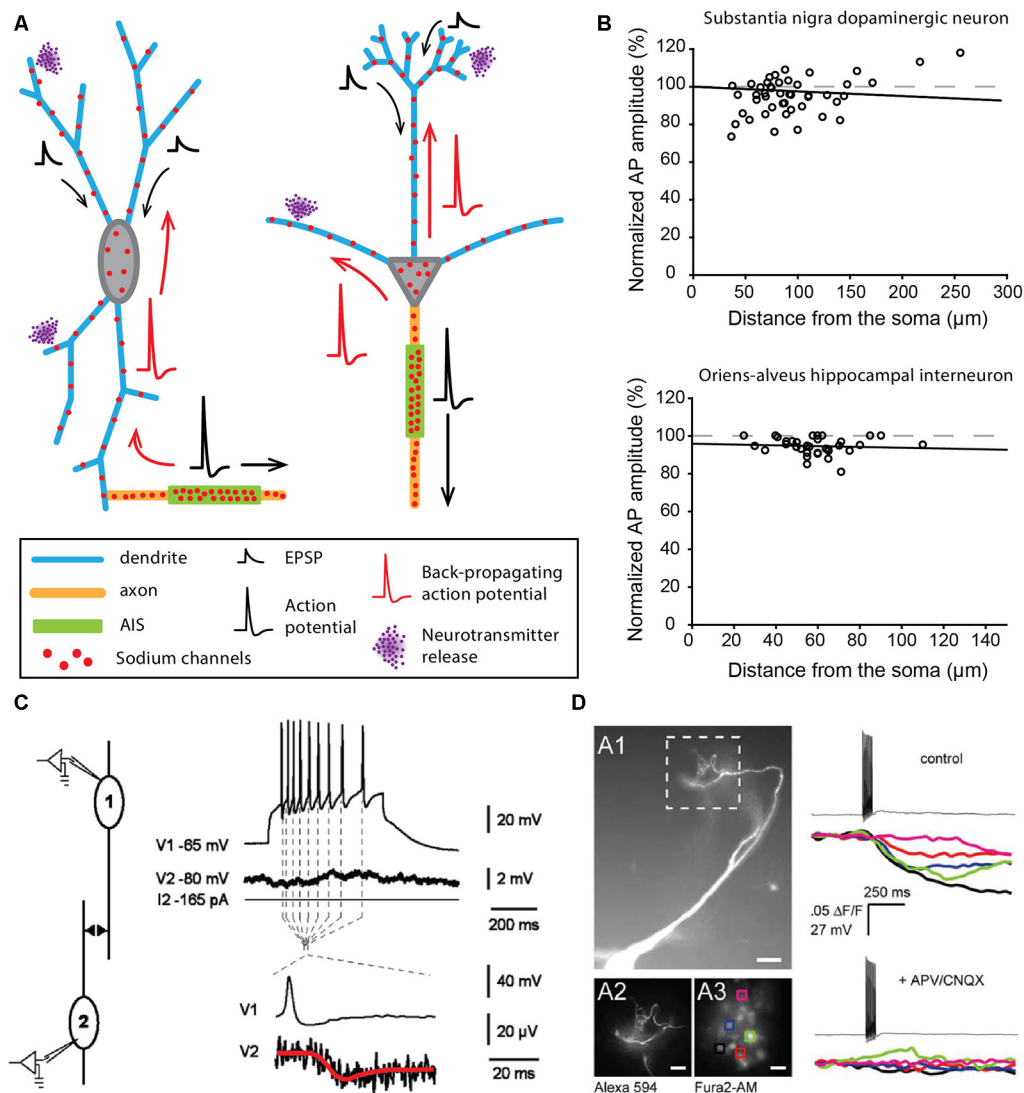 A
dendrite
axon
AIS
Sodium channels
EPSP
Action
potential
Back-propagating
action potential
Neurotransmitter
release
B
Substantia nigra dopaminergic neuron
Normalized AP amplitude (%)
120
100
80
60
40
20
0
0
50
100
150
200
250
300
Distance from the soma (µm)
Oriens-alveus hippocampal interneuron
Normalized AP amplitude (%)
120
100
80
60
40
20
0
0
20
40
60
80
100
120
140
Distance from the soma (µm)
C
1
2
V1 -65 mV
V2 -80 mV
I2 -165 pA
20 mV
2 mV
200 ms
V1
V2
40 mV
20 µV
20 ms
D
A1
A2
A3
Alexa 594
Fura2-AM
control
250 ms
.05 ΔF/F
27 mV
+ APV/CNQX